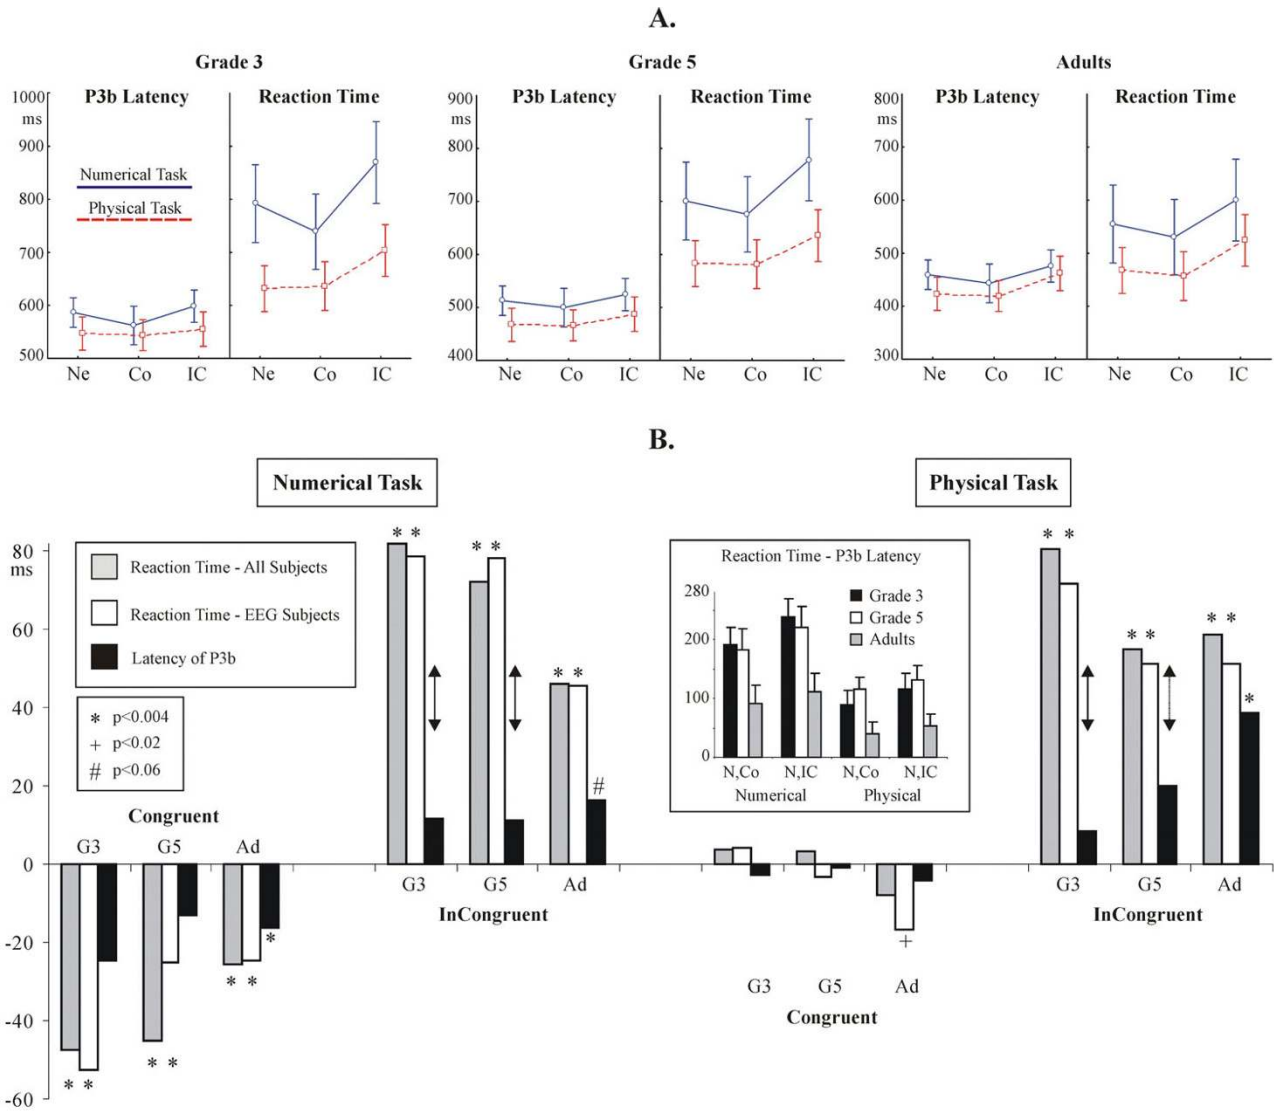 A.
Grade 3
P3b Latency
Reaction Time
1000
ms
900
800
700
600
500
Numerical Task
Physical Task
Ne Co IC Ne Co IC
Grade 5
P3b Latency
Reaction Time
900
ms
800
700
600
500
400
Ne Co IC Ne Co IC
Adults
P3b Latency
Reaction Time
800
ms
700
600
500
400
300
Ne Co IC Ne Co IC
B.
Numerical Task
80
ms
60
40
20
0
-20
-40
-60
Reaction Time - All Subjects
Reaction Time - EEG Subjects
Latency of P3b
* p<0.004
+ p<0.02
# p<0.06
Congruent
G3 G5 Ad
* *
* *
* *
*
* *
* *
* *
#
G3 G5 Ad
InCongruent
Physical Task
Reaction Time - P3b Latency
280
200
100
0
Grade 3
Grade 5
Adults
N,Co N,IC N,Co N,IC
Numerical Physical
+
G3 G5 Ad
Congruent
* *
* *
* *
*
G3 G5 Ad
InCongruent